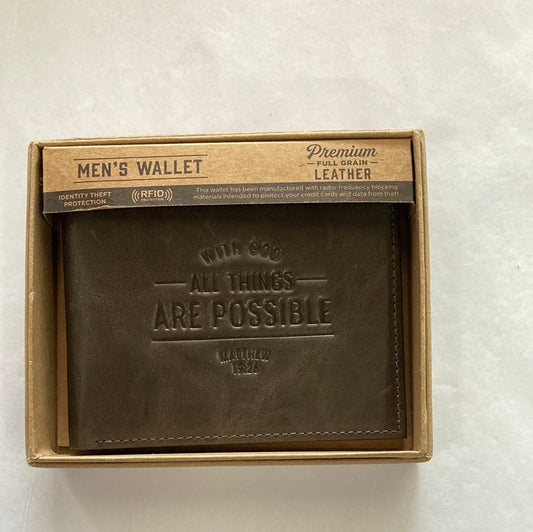 MEN'S WALLET
Premium
FULL GRAIN
LEATHER
IDENTITY THEFT
PROTECTION
RFID
PROTECTION
This wallet has been manufactured with radio-frequency blocking
materials intended to protect your credit cards and data from theft.
WITH GOD
ALL THINGS
ARE POSSIBLE
MATTHEW
19:26